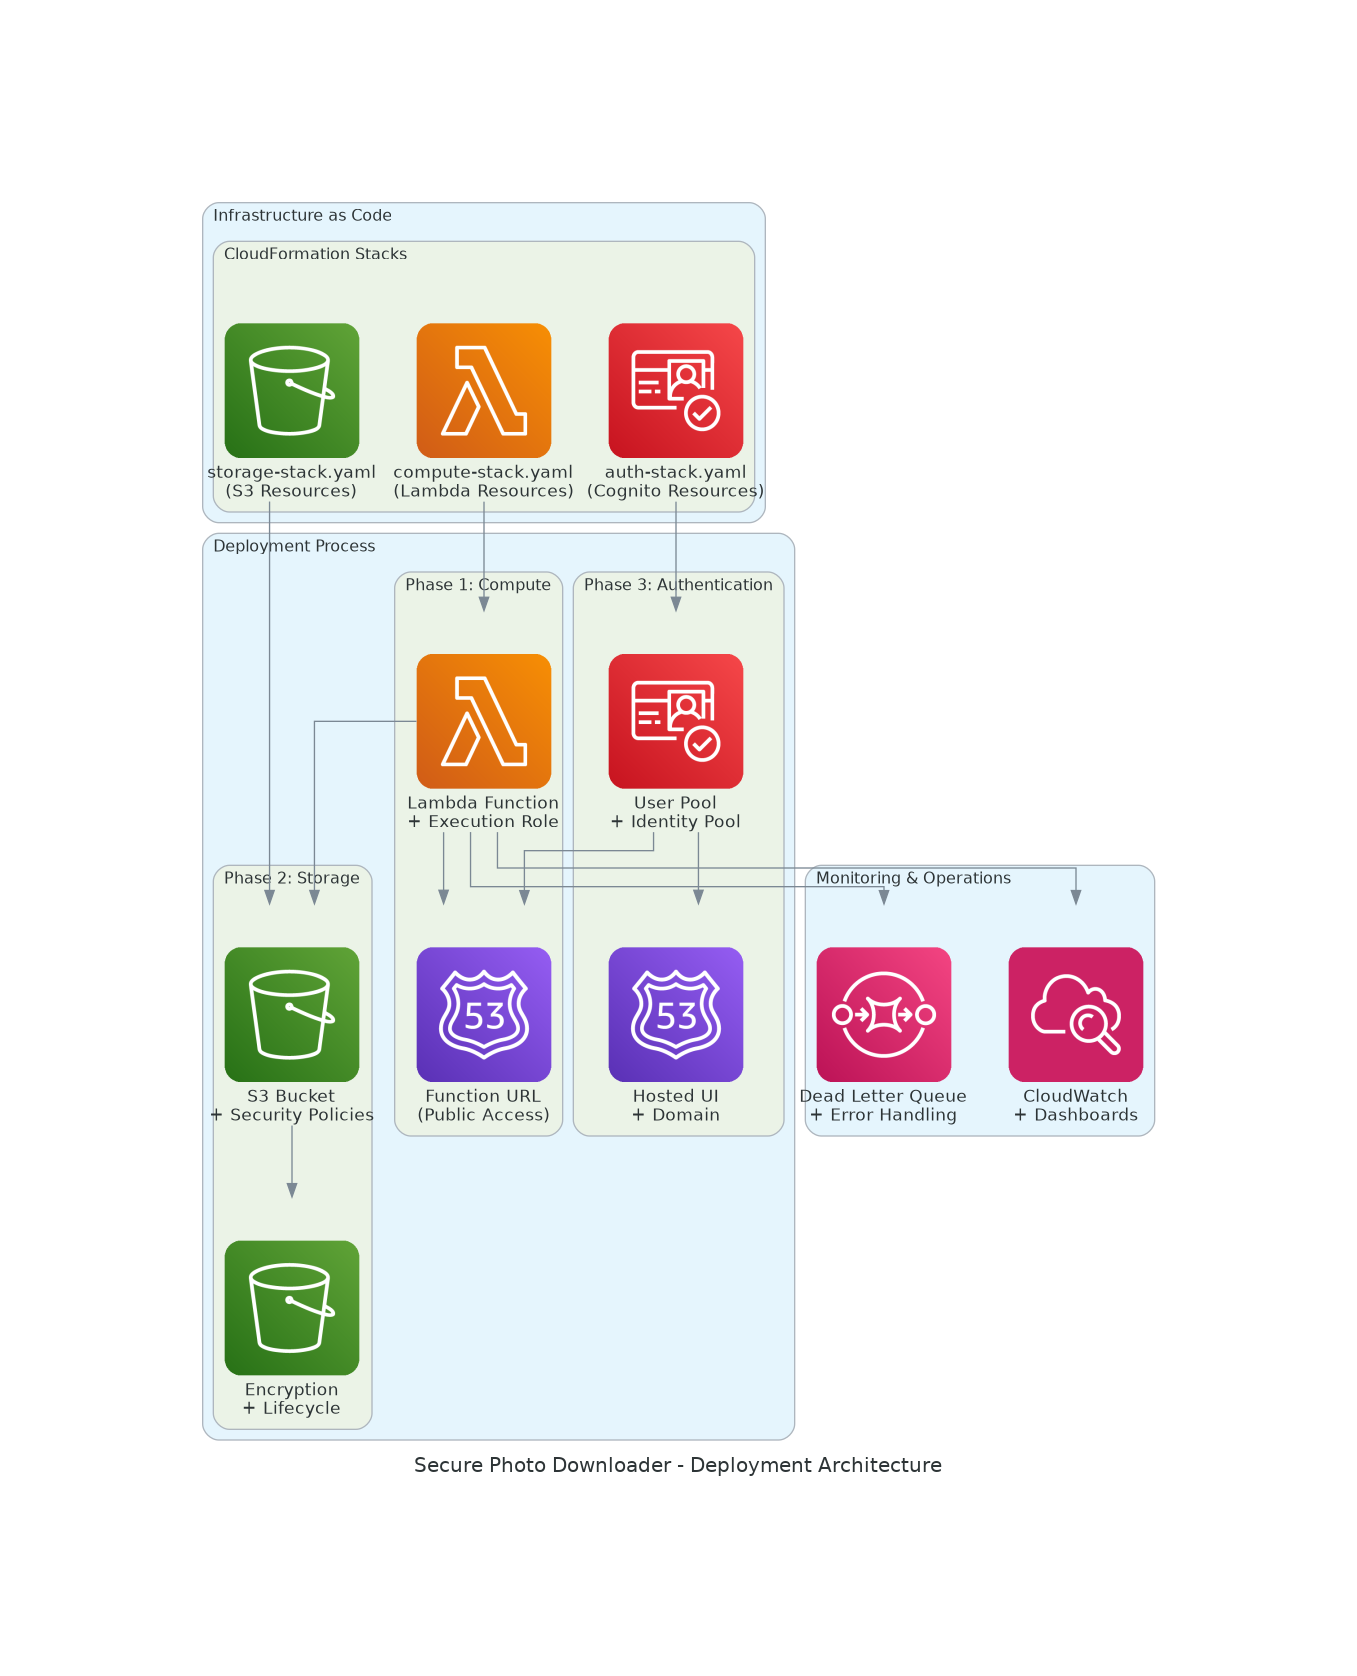 Infrastructure as Code
CloudFormation Stacks
storage-stack.yaml
(S3 Resources)
compute-stack.yaml
(Lambda Resources)
auth-stack.yaml
(Cognito Resources)
Deployment Process
Phase 1: Compute
Phase 3: Authentication
Lambda Function
+ Execution Role
User Pool
+ Identity Pool
Phase 2: Storage
Monitoring & Operations
53
53
S3 Bucket
+ Security Policies
Function URL
(Public Access)
Hosted UI
+ Domain
Dead Letter Queue
+ Error Handling
CloudWatch
+ Dashboards
Encryption
+ Lifecycle
Secure Photo Downloader - Deployment Architecture